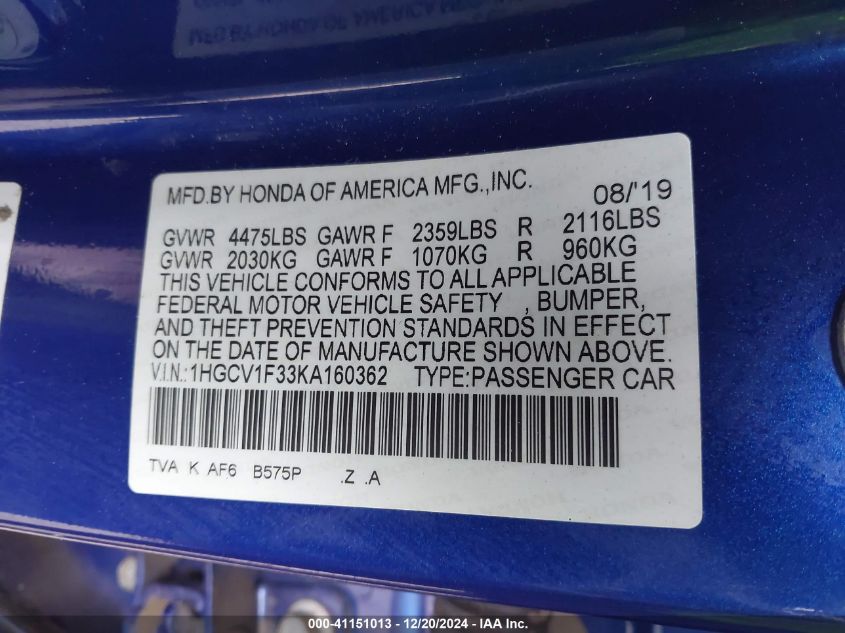 MFD.BY HONDA OF AMERICA MFG.,INC. 08/'19
GVWR 4475LBS GAWR F 2359LBS R 2116LBS
GVWR 2030KG GAWR F 1070KG R 960KG
THIS VEHICLE CONFORMS TO ALL APPLICABLE
FEDERAL MOTOR VEHICLE SAFETY , BUMPER,
AND THEFT PREVENTION STANDARDS IN EFFECT
ON THE DATE OF MANUFACTURE SHOWN ABOVE.
V.I.N.:1HGCV1F33KA160362 TYPE:PASSENGER CAR
TVA K AF6 B575P .Z .A
000-41151013 - 12/20/2024 - IAAI Inc.